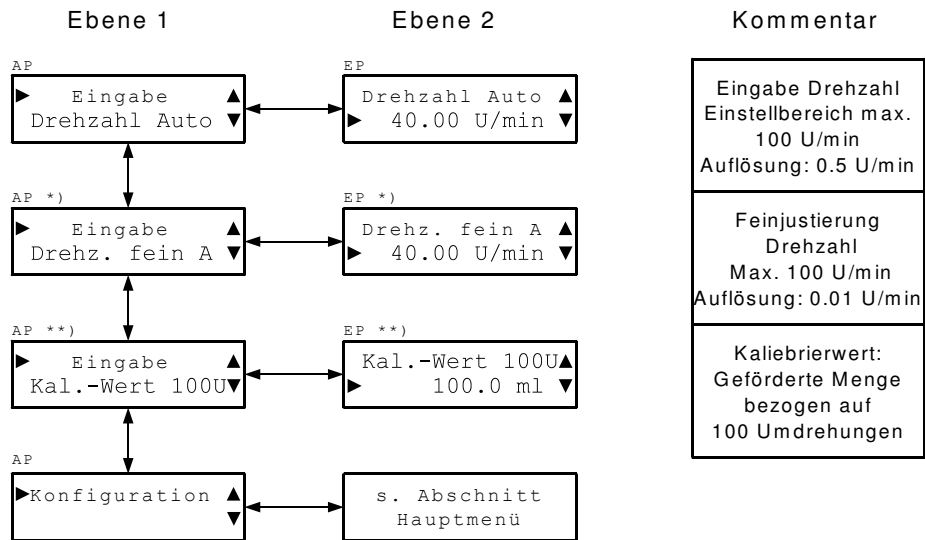 Ebene 1
Ebene 2
Kommentar
AP
► Eingabe ▲
Drehzahl Auto ▼
EP
Drehzahl Auto ▲
► 40.00 U/min ▼
Eingabe Drehzahl
Einstellbereich max.
100 U/min
Auflösung: 0.5 U/min
AP *)
► Eingabe ▲
Drehz. fein A ▼
EP *)
Drehz. fein A ▲
► 40.00 U/min ▼
Feinjustierung
Drehzahl
Max. 100 U/min
Auflösung: 0.01 U/min
AP **)
► Eingabe ▲
Kal.-Wert 100U▼
EP **)
Kal.-Wert 100U▲
► 100.0 ml ▼
Kaliebrierwert:
Geförderte Menge
bezogen auf
100 Umdrehungen
AP
►Konfiguration ▲
▼
s. Abschnitt
Hauptmenü